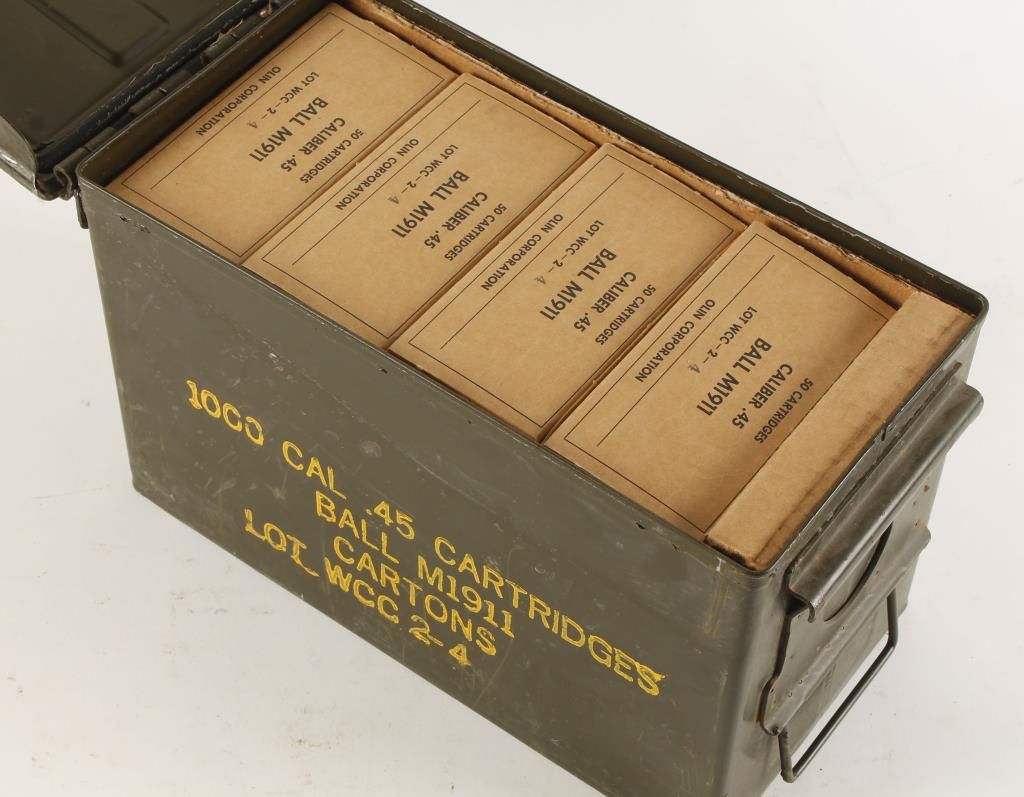 50 CARTRIDGES
CALIBER .45
BALL M1911
LOT WCC-2-4
OLIN CORPORATION
50 CARTRIDGES
CALIBER .45
BALL M1911
LOT WCC-2-4
OLIN CORPORATION
50 CARTRIDGES
CALIBER .45
BALL M1911
LOT WCC-2-4
OLIN CORPORATION
50 CARTRIDGES
CALIBER .45
BALL M1911
LOT WCC-2-4
OLIN CORPORATION
1000 CAL .45 CARTRIDGES
BALL M1911
CARTONS
LOT WCC 2-4